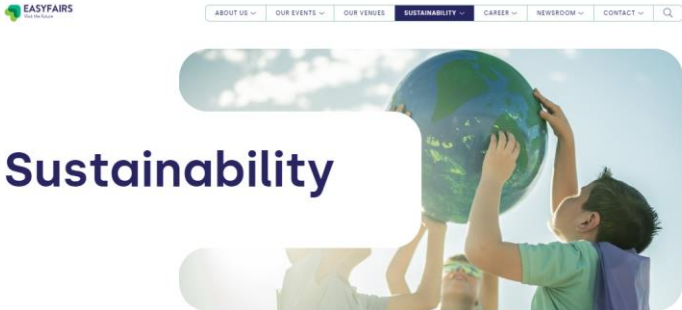 EASYFAIRS
Visit the future
ABOUT US
OUR EVENTS
OUR VENUES
SUSTAINABILITY
CAREER
NEWSROOM
CONTACT
Sustainability